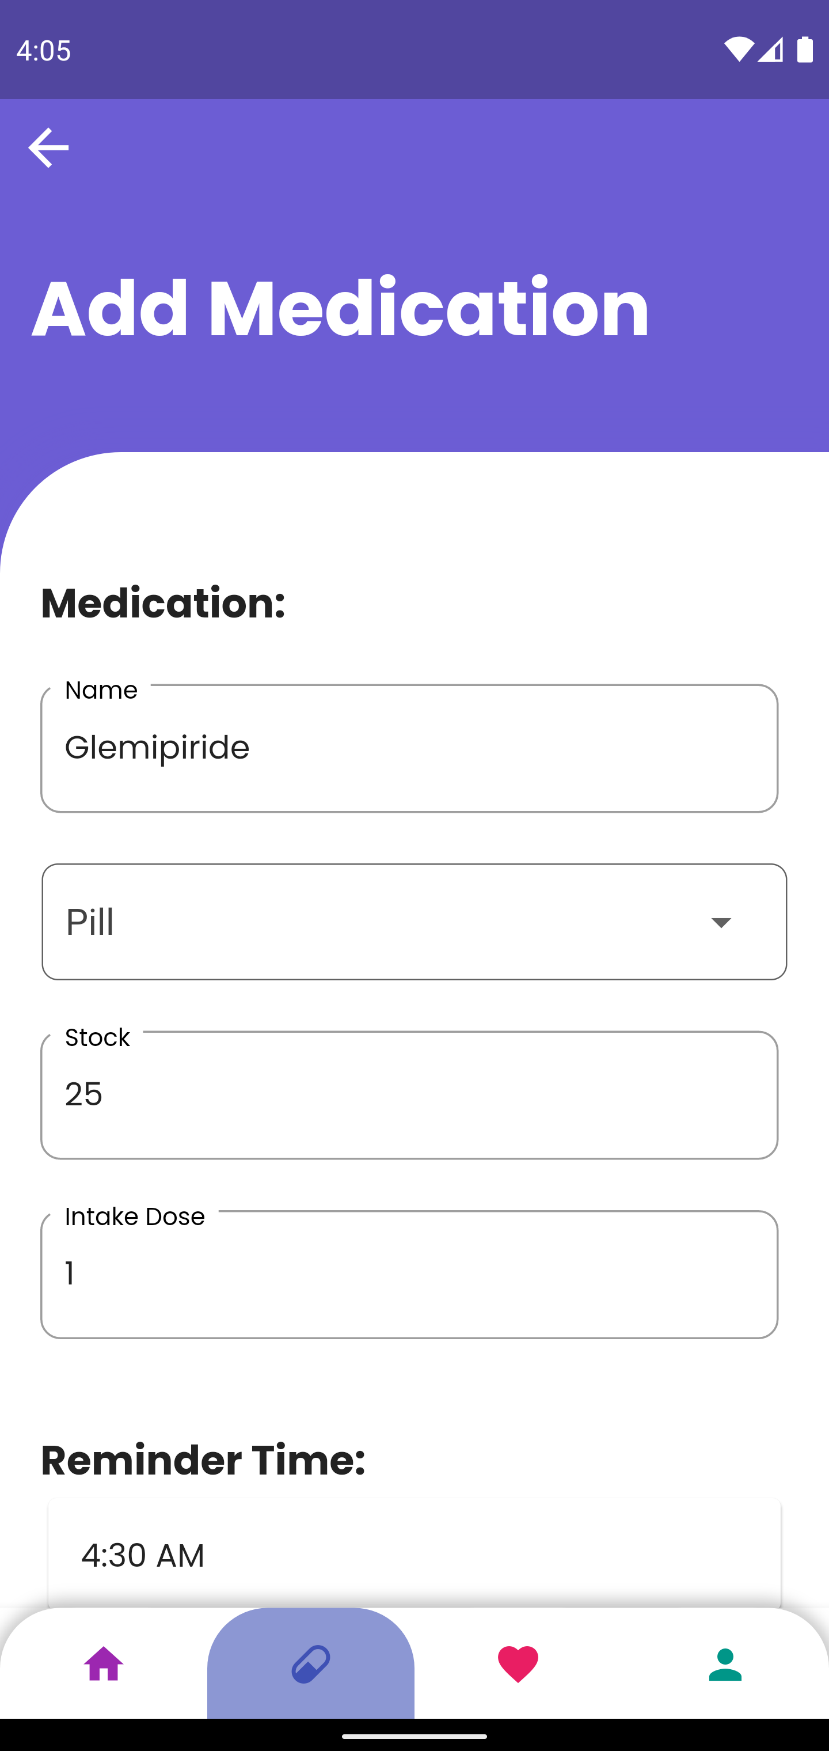 4:05
Add Medication
Medication:
Name
Glemipiride
Pill
Stock
25
Intake Dose
1
Reminder Time:
4:30 AM